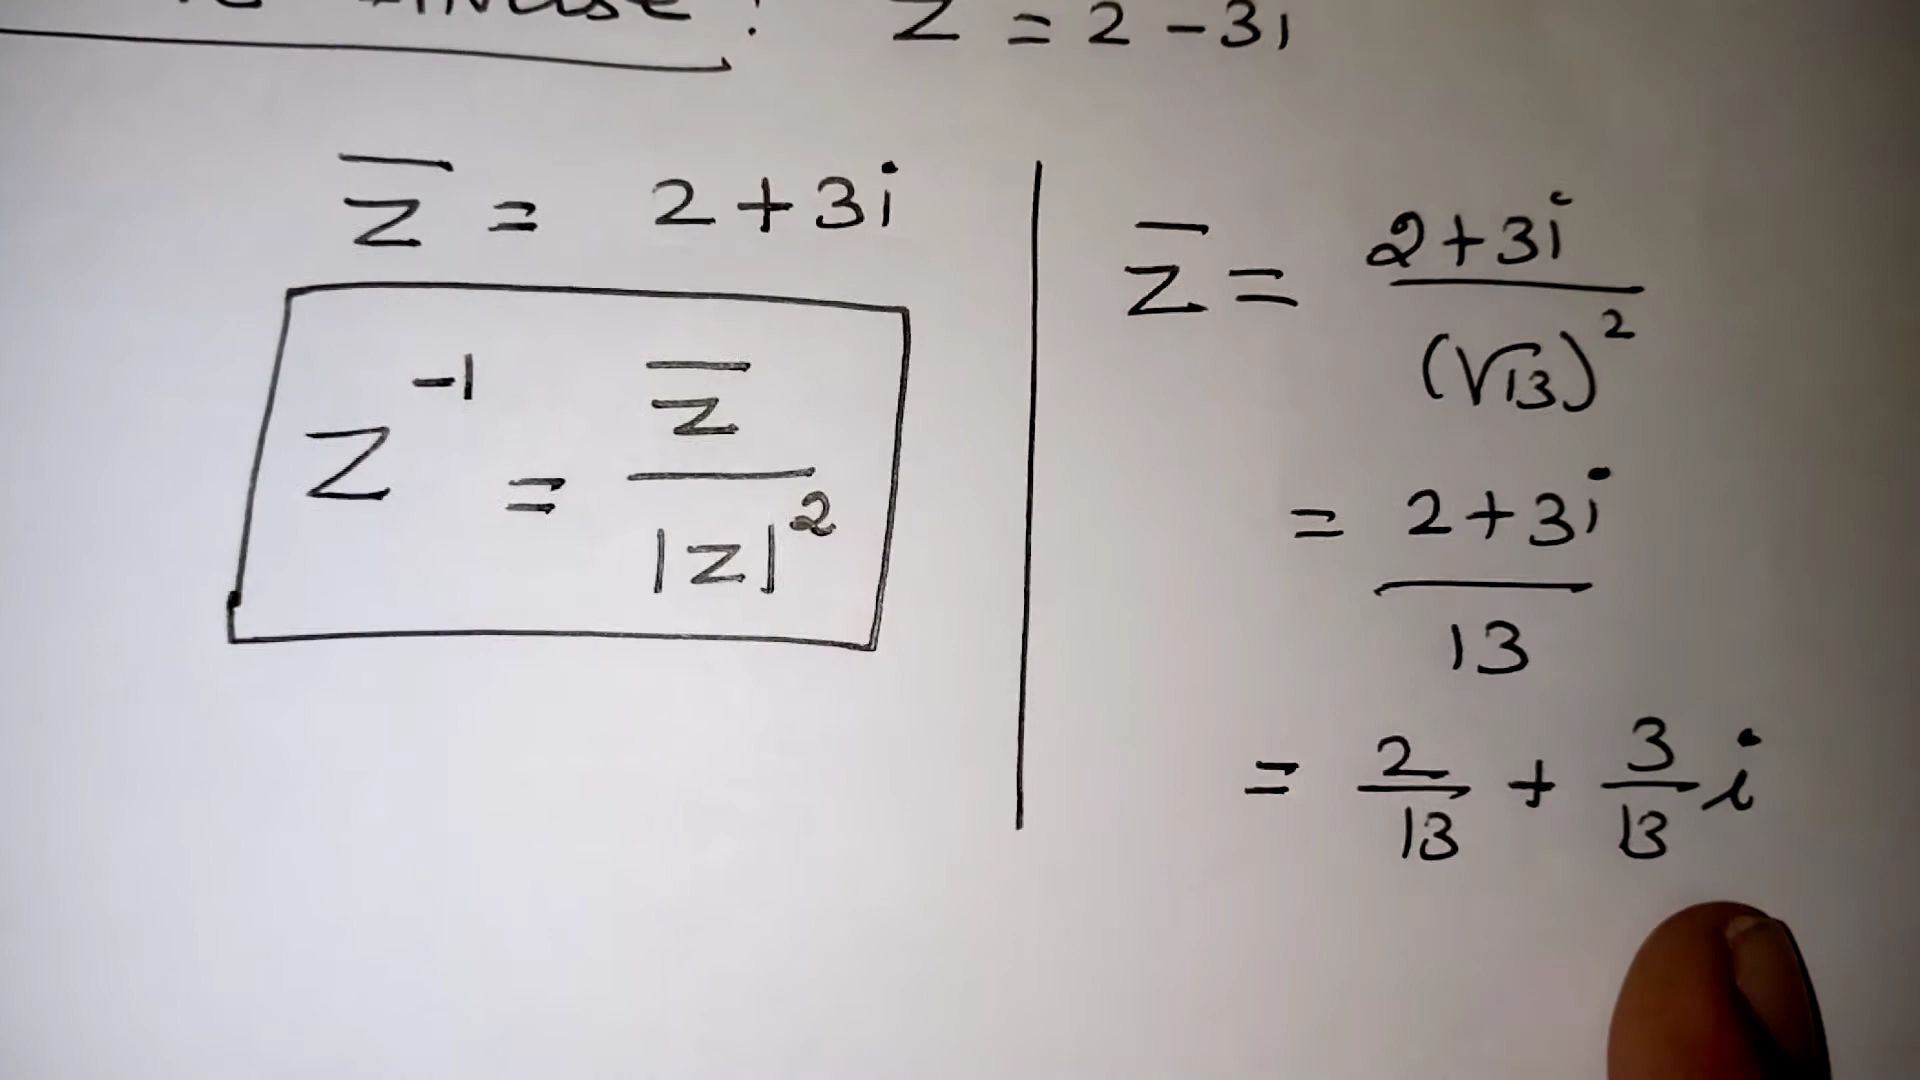 : z = 2 - 3i
z̅ = 2 + 3i
z⁻¹ = z̅ / |z|²
z̅ = 2+3i / (√13)²
= 2+3i / 13
= 2/13 + 3/13 i